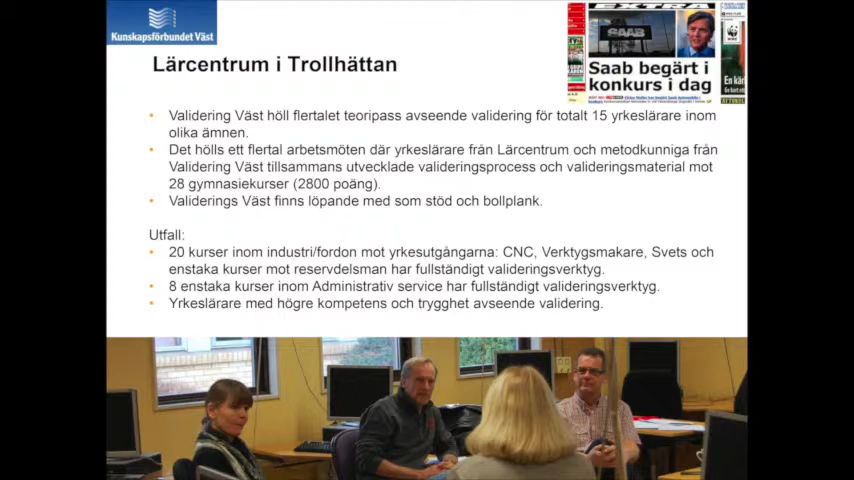 Kunskapsförbundet Väst
EXTRA
SAAB
Saab begärt i
konkurs i dag
WWF
En kär
Lärcentrum i Trollhättan
• Validering Väst höll flertalet teoripass avseende validering för totalt 15 yrkeslärare inom
olika ämnen.
• Det hölls ett flertal arbetsmöten där yrkeslärare från Lärcentrum och metodkunniga från
Validering Väst tillsammans utvecklade valideringsprocess och valideringsmaterial mot
28 gymnasiekurser (2800 poäng).
• Validerings Väst finns löpande med som stöd och bollplank.
Utfall:
• 20 kurser inom industri/fordon mot yrkesutgångarna: CNC, Verktygsmakare, Svets och
enstaka kurser mot reservdelsman har fullständigt valideringsverktyg.
• 8 enstaka kurser inom Administrativ service har fullständigt valideringsverktyg.
• Yrkeslärare med högre kompetens och trygghet avseende validering.